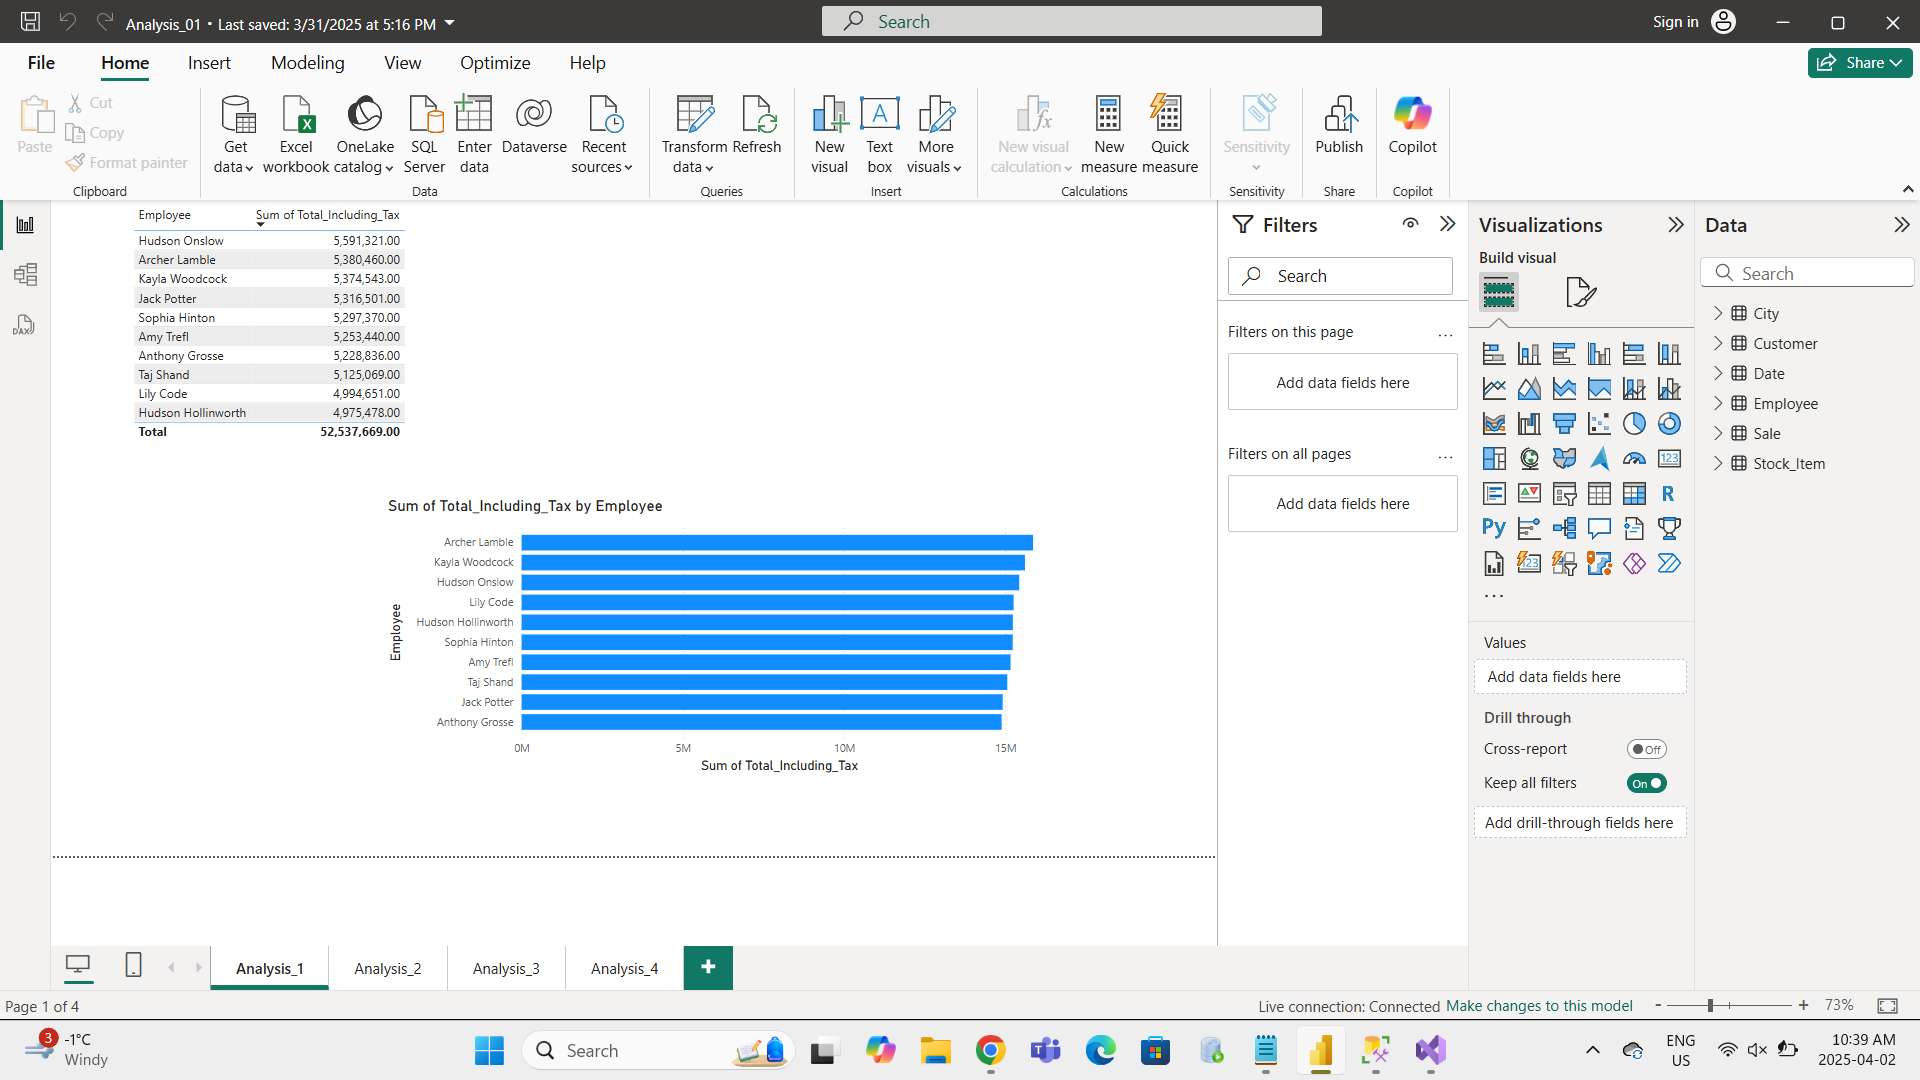 Analysis_01 • Last saved: 3/31/2025 at 5:16 PM
Search
Sign in
File Home Insert Modeling View Optimize Help
Share
Paste
Cut
Copy
Format painter
Clipboard
Get data
Excel workbook
OneLake catalog
SQL Server
Enter data
Dataverse
Recent sources
Data
Transform data
Refresh
Queries
New visual
Text box
More visuals
Insert
New visual calculation
New measure
Quick measure
Calculations
Sensitivity
Sensitivity
Publish
Share
Copilot
Copilot
Employee Sum of Total_Including_Tax
Hudson Onslow 5,591,321.00
Archer Lamble 5,380,460.00
Kayla Woodcock 5,374,543.00
Jack Potter 5,316,501.00
Sophia Hinton 5,297,370.00
Amy Trefl 5,253,440.00
Anthony Grosse 5,228,836.00
Taj Shand 5,125,069.00
Lily Code 4,994,651.00
Hudson Hollinworth 4,975,478.00
Total 52,537,669.00
Sum of Total_Including_Tax by Employee
Employee
Archer Lamble
Kayla Woodcock
Hudson Onslow
Lily Code
Hudson Hollinworth
Sophia Hinton
Amy Trefl
Taj Shand
Jack Potter
Anthony Grosse
0M 5M 10M 15M
Sum of Total_Including_Tax
Filters
Search
Filters on this page
...
Add data fields here
Filters on all pages
...
Add data fields here
Visualizations
Build visual
123
R
Py
123
...
Values
Add data fields here
Drill through
Cross-report Off
Keep all filters On
Add drill-through fields here
Data
Search
City
Customer
Date
Employee
Sale
Stock_Item
DAX
Analysis_1 Analysis_2 Analysis_3 Analysis_4 +
Page 1 of 4
Live connection: Connected Make changes to this model
- + 73%
3
-1°C
Windy
Search
ENG
US
10:39 AM
2025-04-02